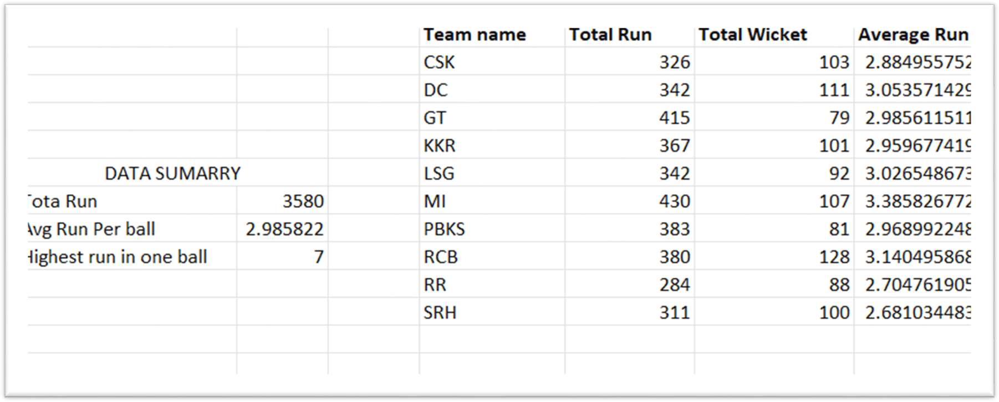 Team name Total Run Total Wicket Average Run
CSK 326 103 2.884955752
DC 342 111 3.053571429
GT 415 79 2.985611511
KKR 367 101 2.959677419
DATA SUMARRY LSG 342 92 3.026548673
Tota Run 3580 MI 430 107 3.385826772
Avg Run Per ball 2.985822 PBKS 383 81 2.968992248
Highest run in one ball 7 RCB 380 128 3.140495868
RR 284 88 2.704761905
SRH 311 100 2.681034483